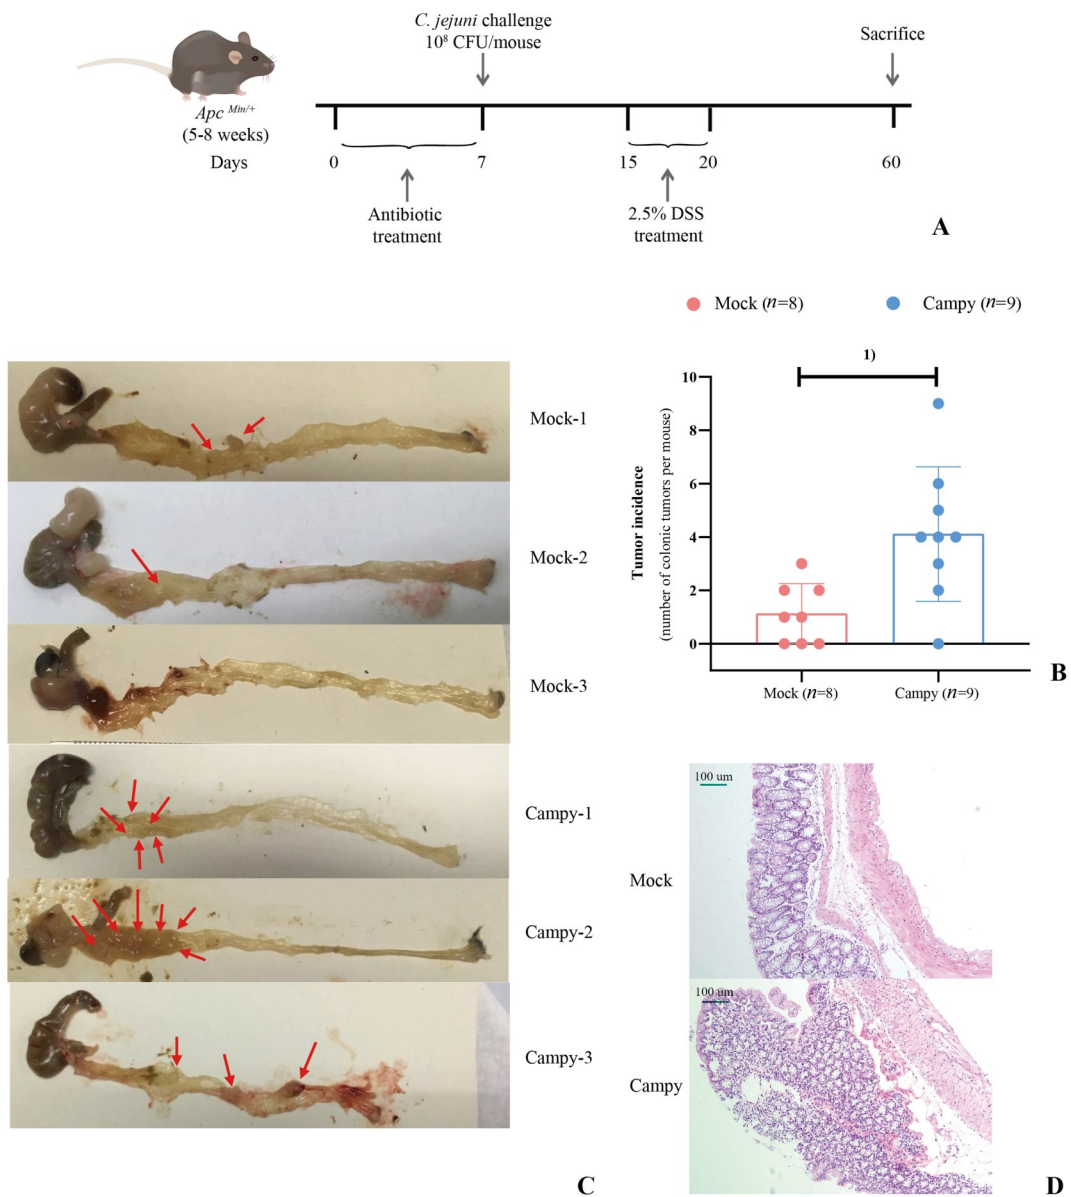 C. jejuni challenge
10⁸ CFU/mouse
Sacrifice
Apc Min/+
(5-8 weeks)
Days
0
7
15
20
60
Antibiotic
treatment
2.5% DSS
treatment
A
Mock (n=8)
Campy (n=9)
1)
Tumor incidence
(number of colonic tumors per mouse)
10
8
6
4
2
0
Mock (n=8)
Campy (n=9)
B
Mock-1
Mock-2
Mock-3
Campy-1
Campy-2
Campy-3
C
100 um
Mock
100 um
Campy
D